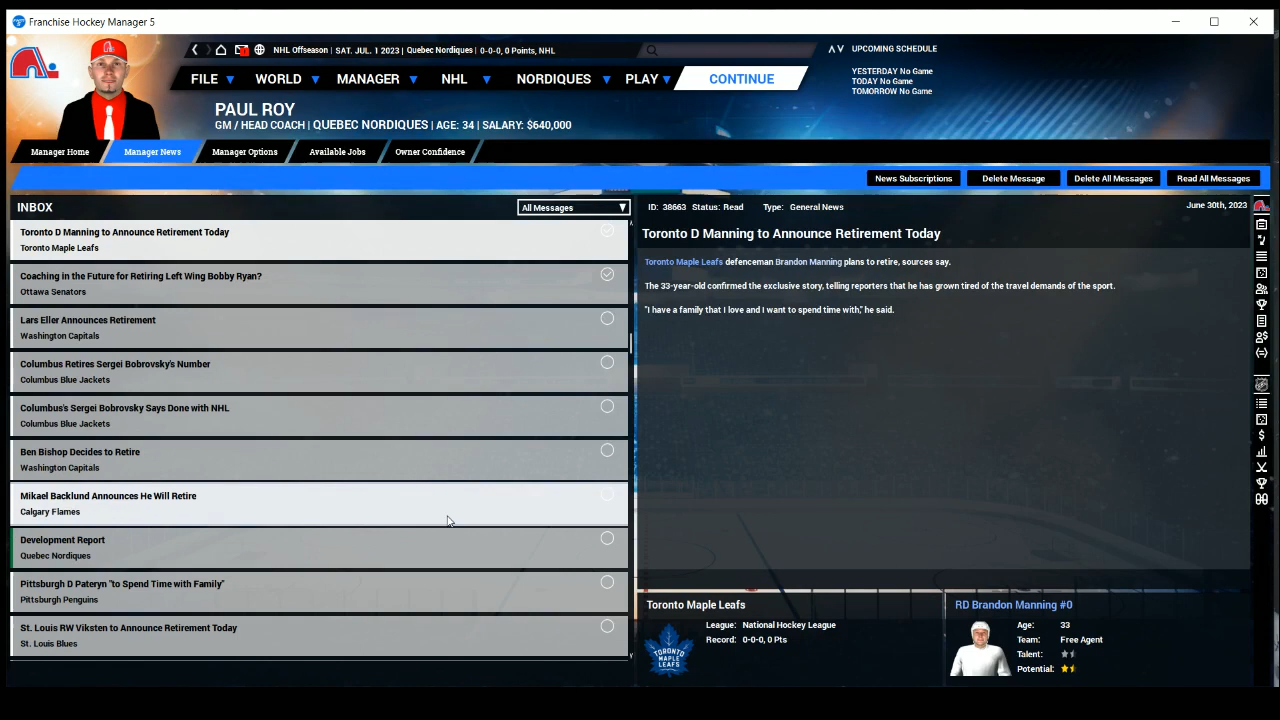 Franchise Hockey Manager 5
NHL Offseason | SAT. JUL. 1 2023 | Quebec Nordiques | 0-0-0, 0 Points, NHL
UPCOMING SCHEDULE
YESTERDAY No Game
TODAY No Game
TOMORROW No Game
FILE
WORLD
MANAGER
NHL
NORDIQUES
PLAY
CONTINUE
PAUL ROY
GM / HEAD COACH | QUEBEC NORDIQUES | AGE: 34 | SALARY: $640,000
Manager Home
Manager News
Manager Options
Available Jobs
Owner Confidence
News Subscriptions
Delete Message
Delete All Messages
Read All Messages
INBOX
All Messages
Toronto D Manning to Announce Retirement Today
Toronto Maple Leafs
Coaching in the Future for Retiring Left Wing Bobby Ryan?
Ottawa Senators
Lars Eller Announces Retirement
Washington Capitals
Columbus Retires Sergei Bobrovsky's Number
Columbus Blue Jackets
Columbus's Sergei Bobrovsky Says Done with NHL
Columbus Blue Jackets
Ben Bishop Decides to Retire
Washington Capitals
Mikael Backlund Announces He Will Retire
Calgary Flames
Development Report
Quebec Nordiques
Pittsburgh D Pateryn "to Spend Time with Family"
Pittsburgh Penguins
St. Louis RW Viksten to Announce Retirement Today
St. Louis Blues
ID: 38663 Status: Read Type: General News
June 30th, 2023
Toronto D Manning to Announce Retirement Today
Toronto Maple Leafs defenceman Brandon Manning plans to retire, sources say.
The 33-year-old confirmed the exclusive story, telling reporters that he has grown tired of the travel demands of the sport.
"I have a family that I love and I want to spend time with," he said.
Toronto Maple Leafs
League: National Hockey League
Record: 0-0-0, 0 Pts
TORONTO
MAPLE
LEAFS
RD Brandon Manning #0
Age: 33
Team: Free Agent
Talent:
Potential: